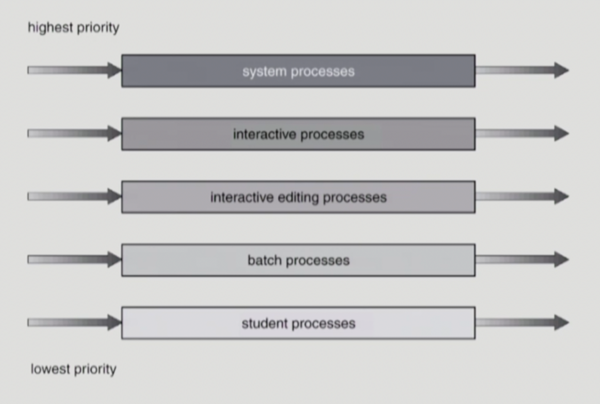 highest priority
system processes
interactive processes
interactive editing processes
batch processes
student processes
lowest priority